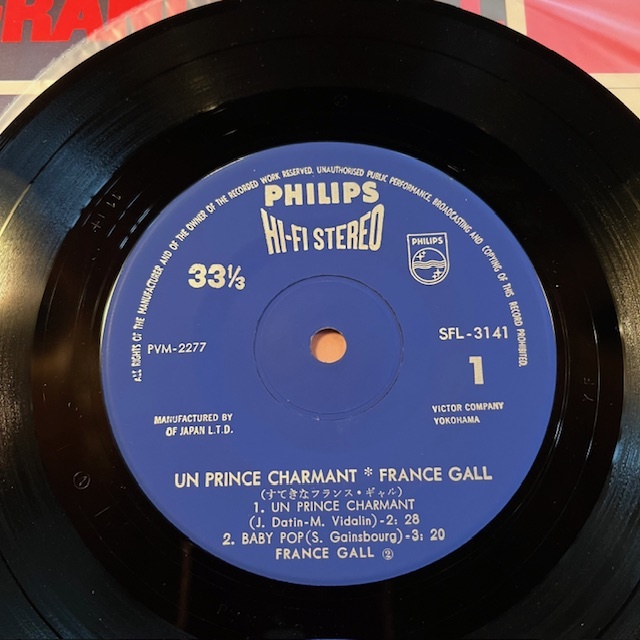 GRA
ALL RIGHTS OF THE MANUFACTURER AND OF THE OWNER OF THE RECORDED WORK RESERVED. UNAUTHORISED PUBLIC PERFORMANCE, BROADCASTING AND COPYING OF THIS RECORD PROHIBITED.
PHILIPS
HI-FI STEREO
PHILIPS
33⅓
PVM-2277
SFL-3141
1
MANUFACTURED BY
OF JAPAN L.T.D.
VICTOR COMPANY
YOKOHAMA
UN PRINCE CHARMANT * FRANCE GALL
(すてきなフランス・ギャル)
1. UN PRINCE CHARMANT
(J. Datin-M. Vidalin)-2: 28
2. BABY POP(S. Gainsbourg)-3: 20
FRANCE GALL ②